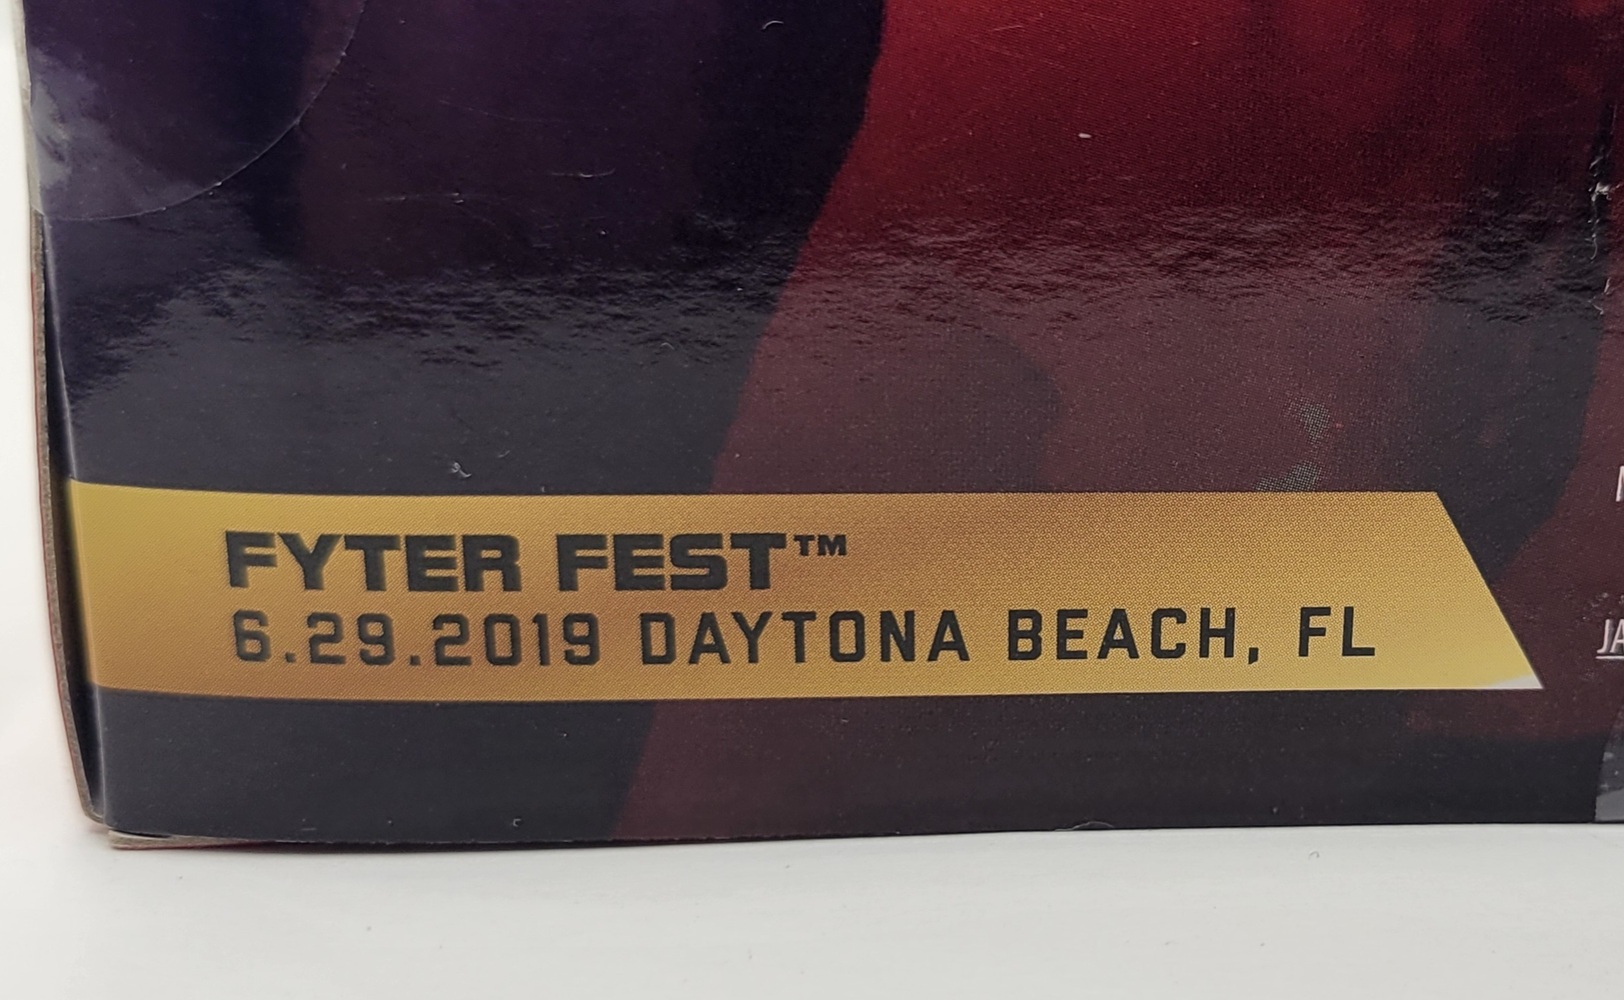 FYTER FEST™
6.29.2019 DAYTONA BEACH, FL